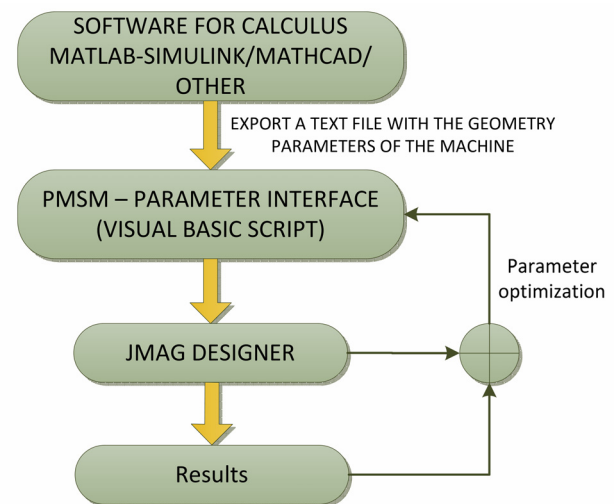 SOFTWARE FOR CALCULUS
MATLAB-SIMULINK/MATHCAD/
OTHER
EXPORT A TEXT FILE WITH THE GEOMETRY
PARAMETERS OF THE MACHINE
PMSM – PARAMETER INTERFACE
(VISUAL BASIC SCRIPT)
Parameter
optimization
JMAG DESIGNER
Results